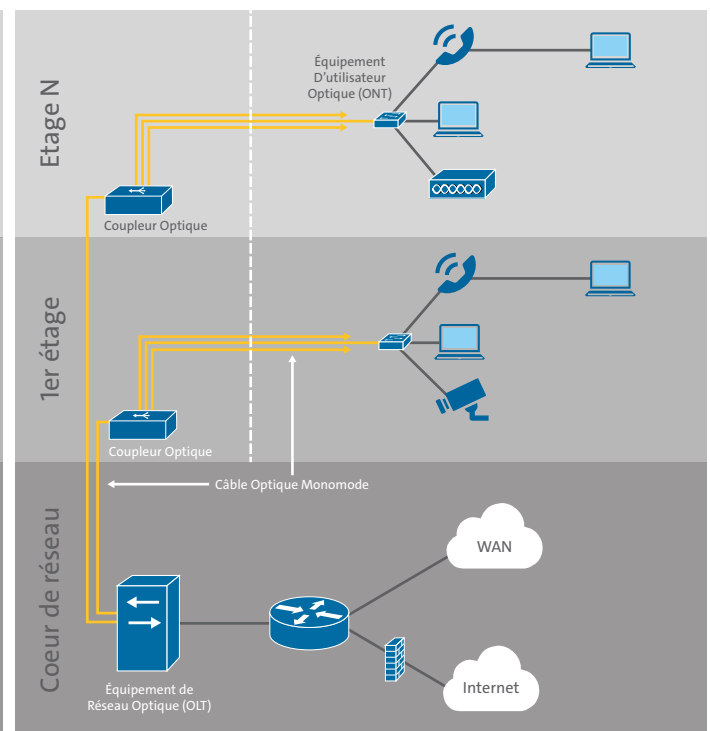 Etage N
Équipement
D'utilisateur
Optique (ONT)
Coupleur Optique
1er étage
Coupleur Optique
Câble Optique Monomode
Coeur de réseau
WAN
Internet
Équipement de
Réseau Optique (OLT)